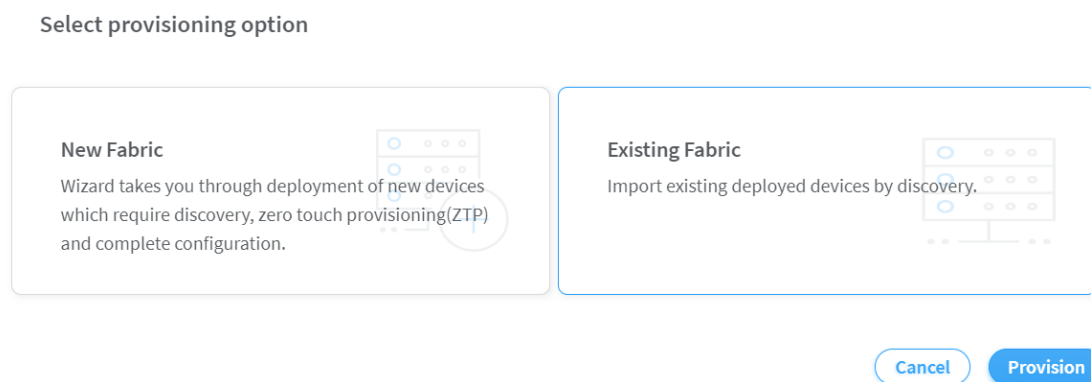 Select provisioning option
New Fabric
Wizard takes you through deployment of new devices
which require discovery, zero touch provisioning(ZTP)
and complete configuration.
Existing Fabric
Import existing deployed devices by discovery.
Cancel
Provision